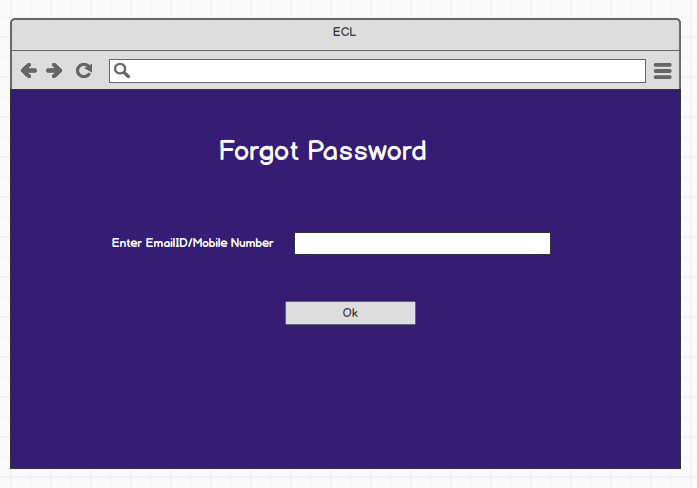 ECL
Forgot Password
Enter EmailID/Mobile Number
Ok